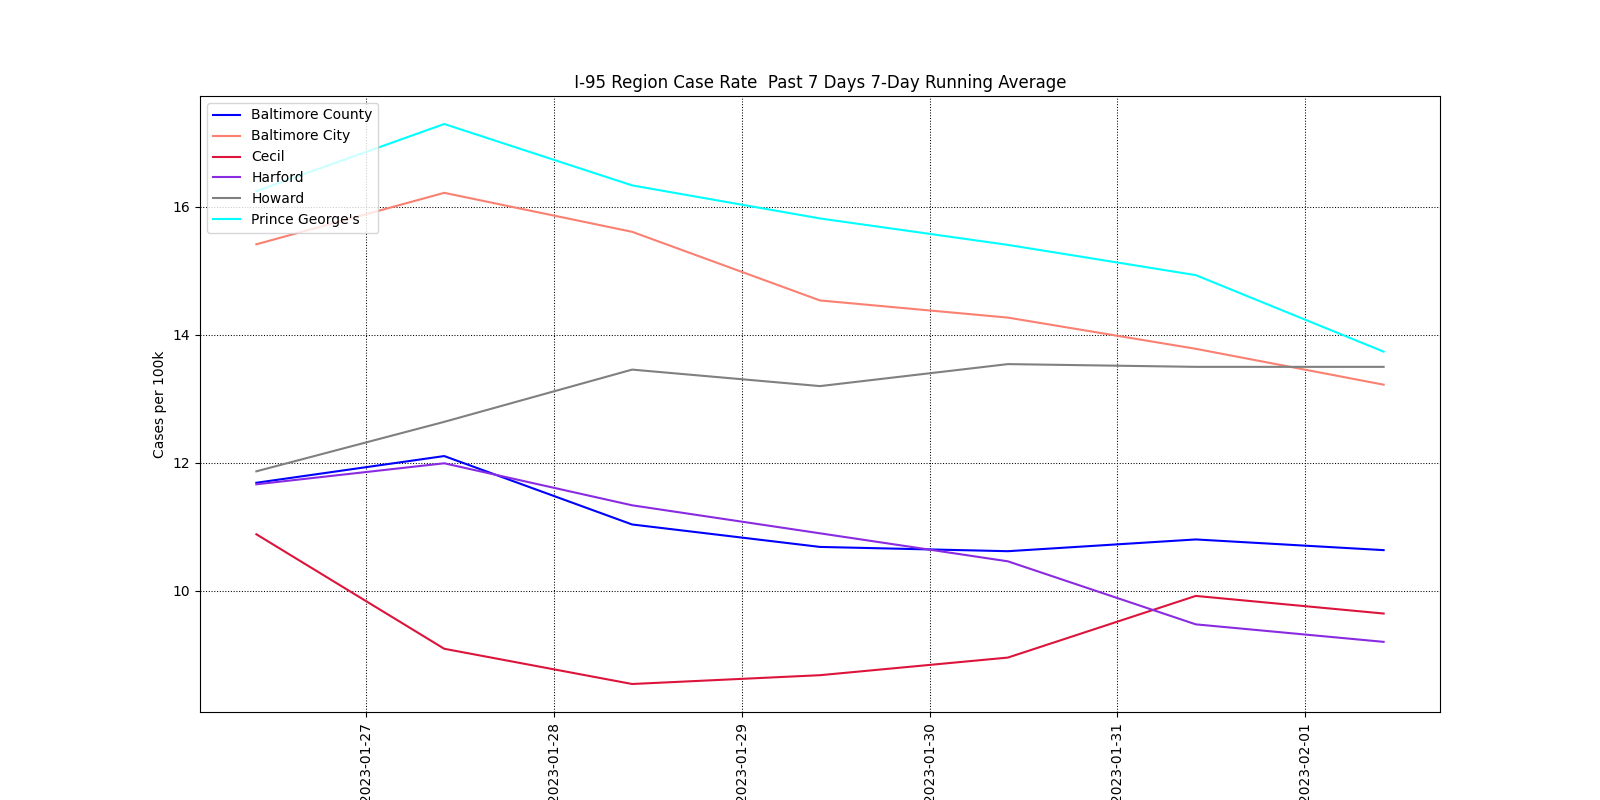 I-95 Region Case Rate  Past 7 Days 7-Day Running Average
Baltimore County
Baltimore City
Cecil
Harford
Howard
Prince George's
16
14
12
10
Cases per 100k
2023-01-27
2023-01-28
2023-01-29
2023-01-30
2023-01-31
2023-02-01